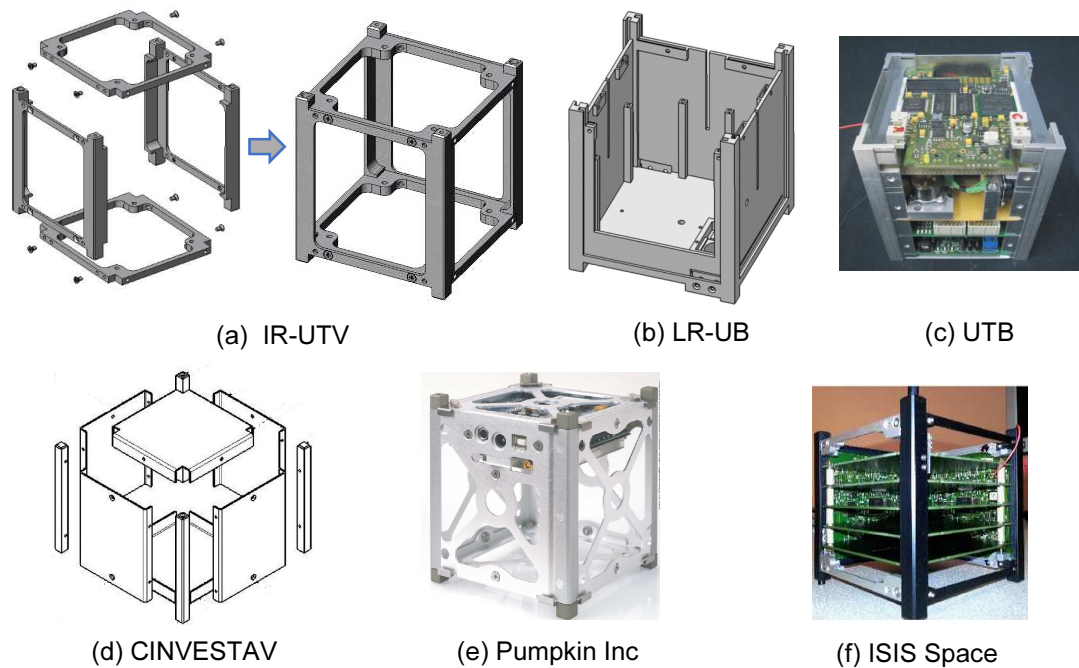 (a) IR-UTV
(b) LR-UB
(c) UTB
(d) CINVESTAV
(e) Pumpkin Inc
(f) ISIS Space